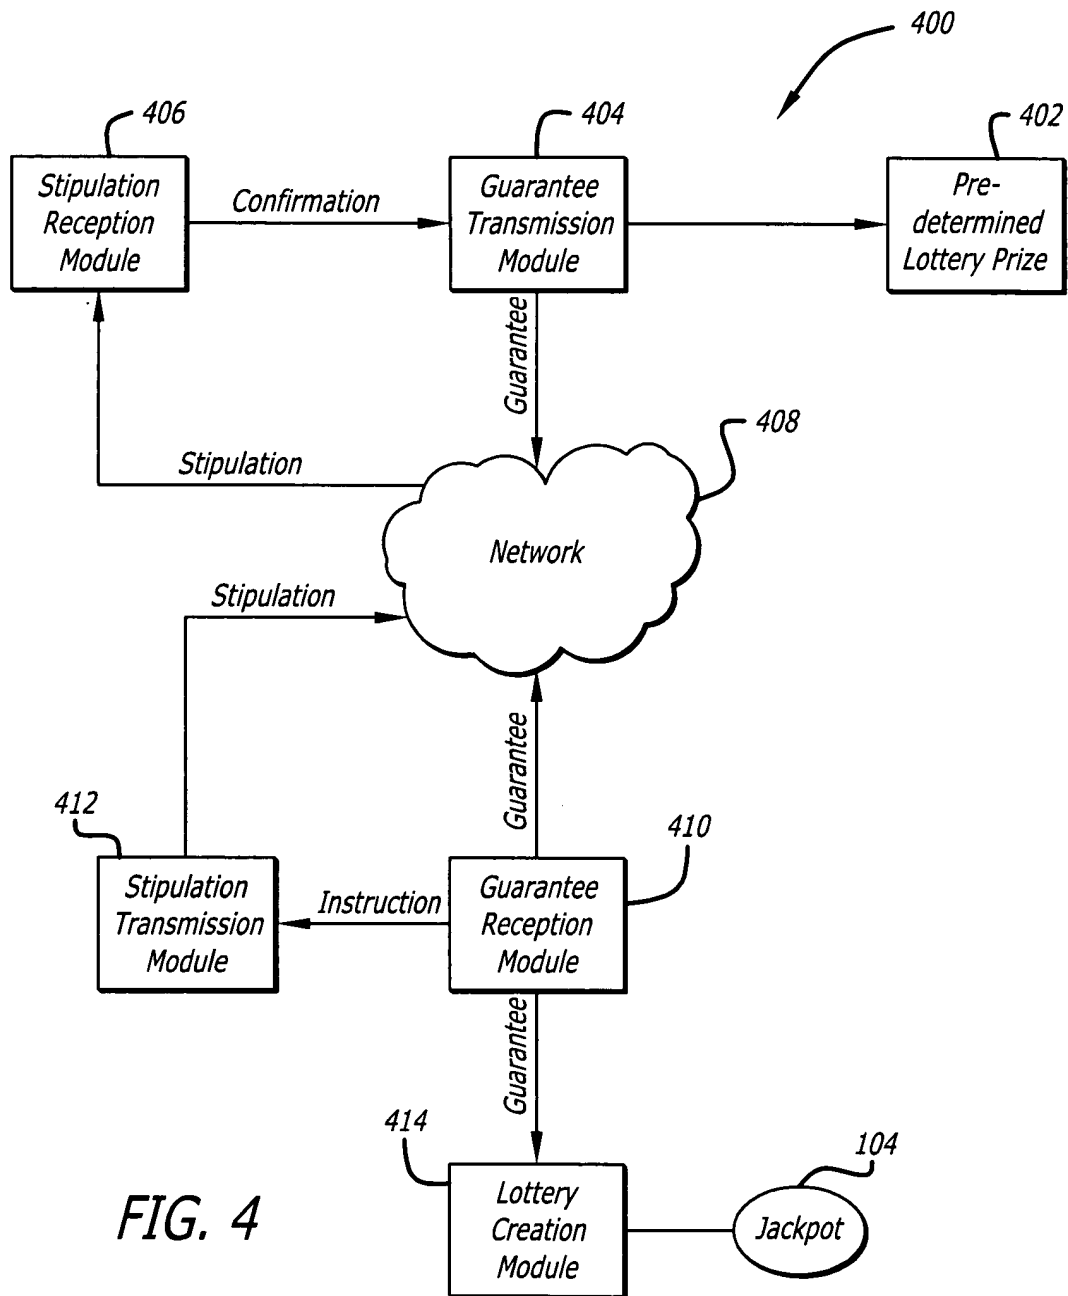 400
406
404
402
Stipulation
Reception
Module
Confirmation
Guarantee
Transmission
Module
Pre-
determined
Lottery Prize
Guarantee
408
Stipulation
Network
Stipulation
Guarantee
412
410
Stipulation
Transmission
Module
Instruction
Guarantee
Reception
Module
Guarantee
414
104
Lottery
Creation
Module
Jackpot
FIG. 4